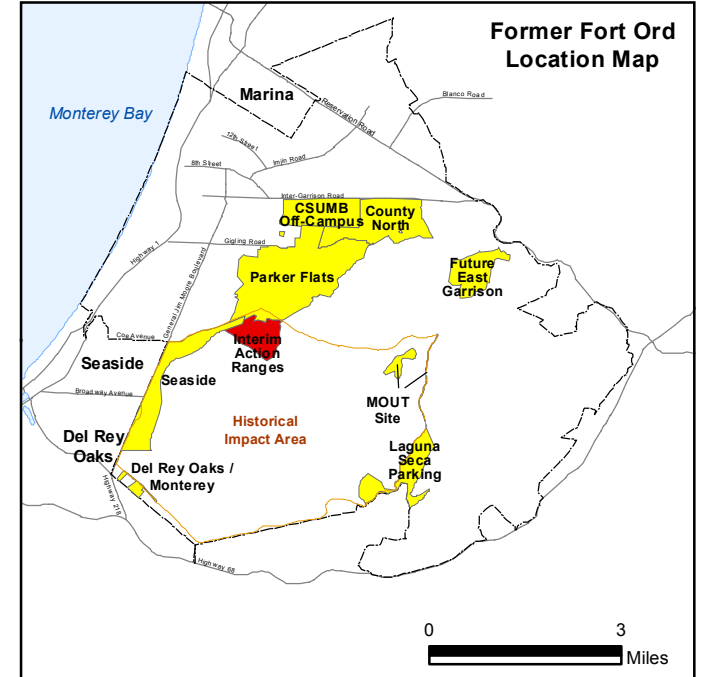 Former Fort Ord
Location Map
Marina
Monterey Bay
Blanco Road
Reservation Road
12th Street
Imjin Road
8th Street
Inter-Garrison Road
CSUMB
Off-Campus
County
North
Gigling Road
Highway 1
General Jim Moore Boulevard
Parker Flats
Future
East
Garrison
Coe Avenue
Interim
Action
Ranges
Seaside
Seaside
Broadway Avenue
MOUT
Site
Historical
Impact Area
Del Rey
Oaks
Laguna
Seca
Parking
Del Rey Oaks /
Monterey
Highway 218
Highway 68
0 3
Miles